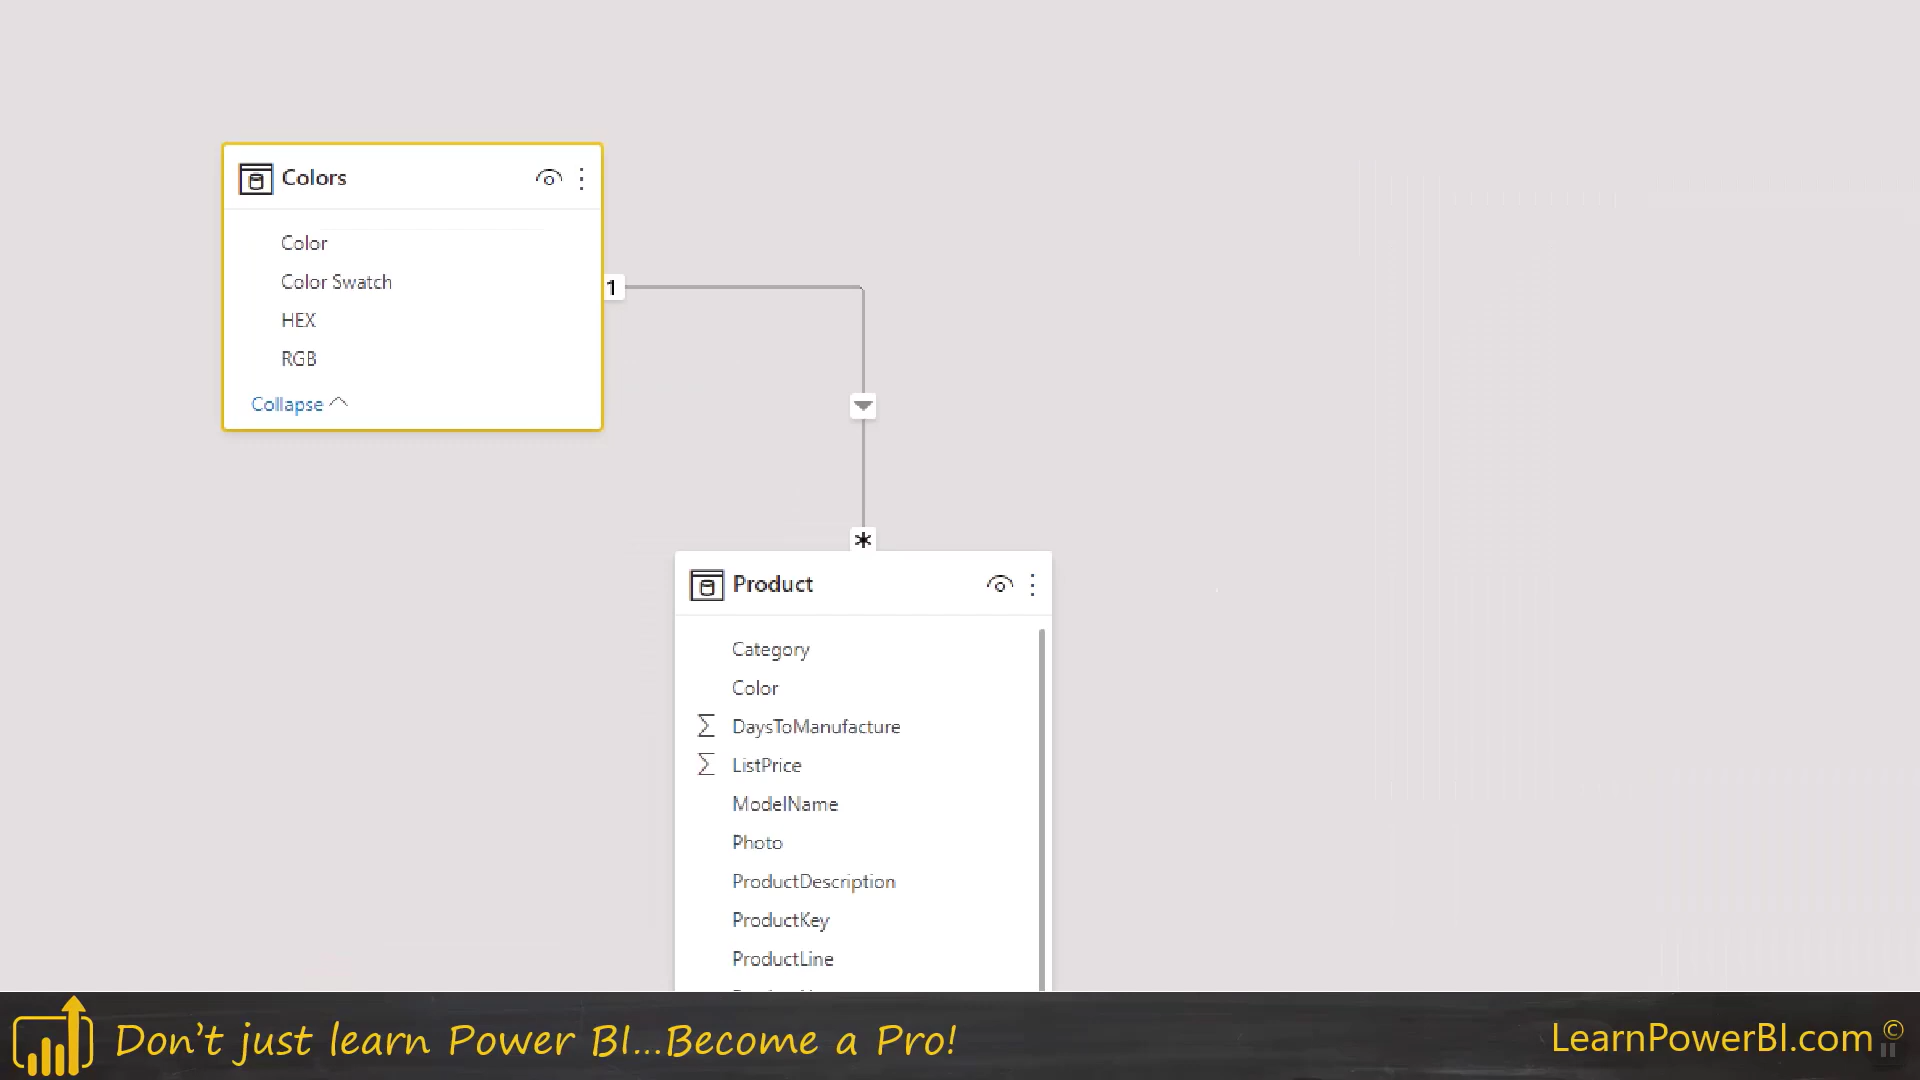 Colors
Color
Color Swatch
HEX
RGB
Collapse
1
*
Product
Category
Color
DaysToManufacture
ListPrice
ModelName
Photo
ProductDescription
ProductKey
ProductLine
Don't just learn Power BI...Become a Pro!
LearnPowerBI.com ©